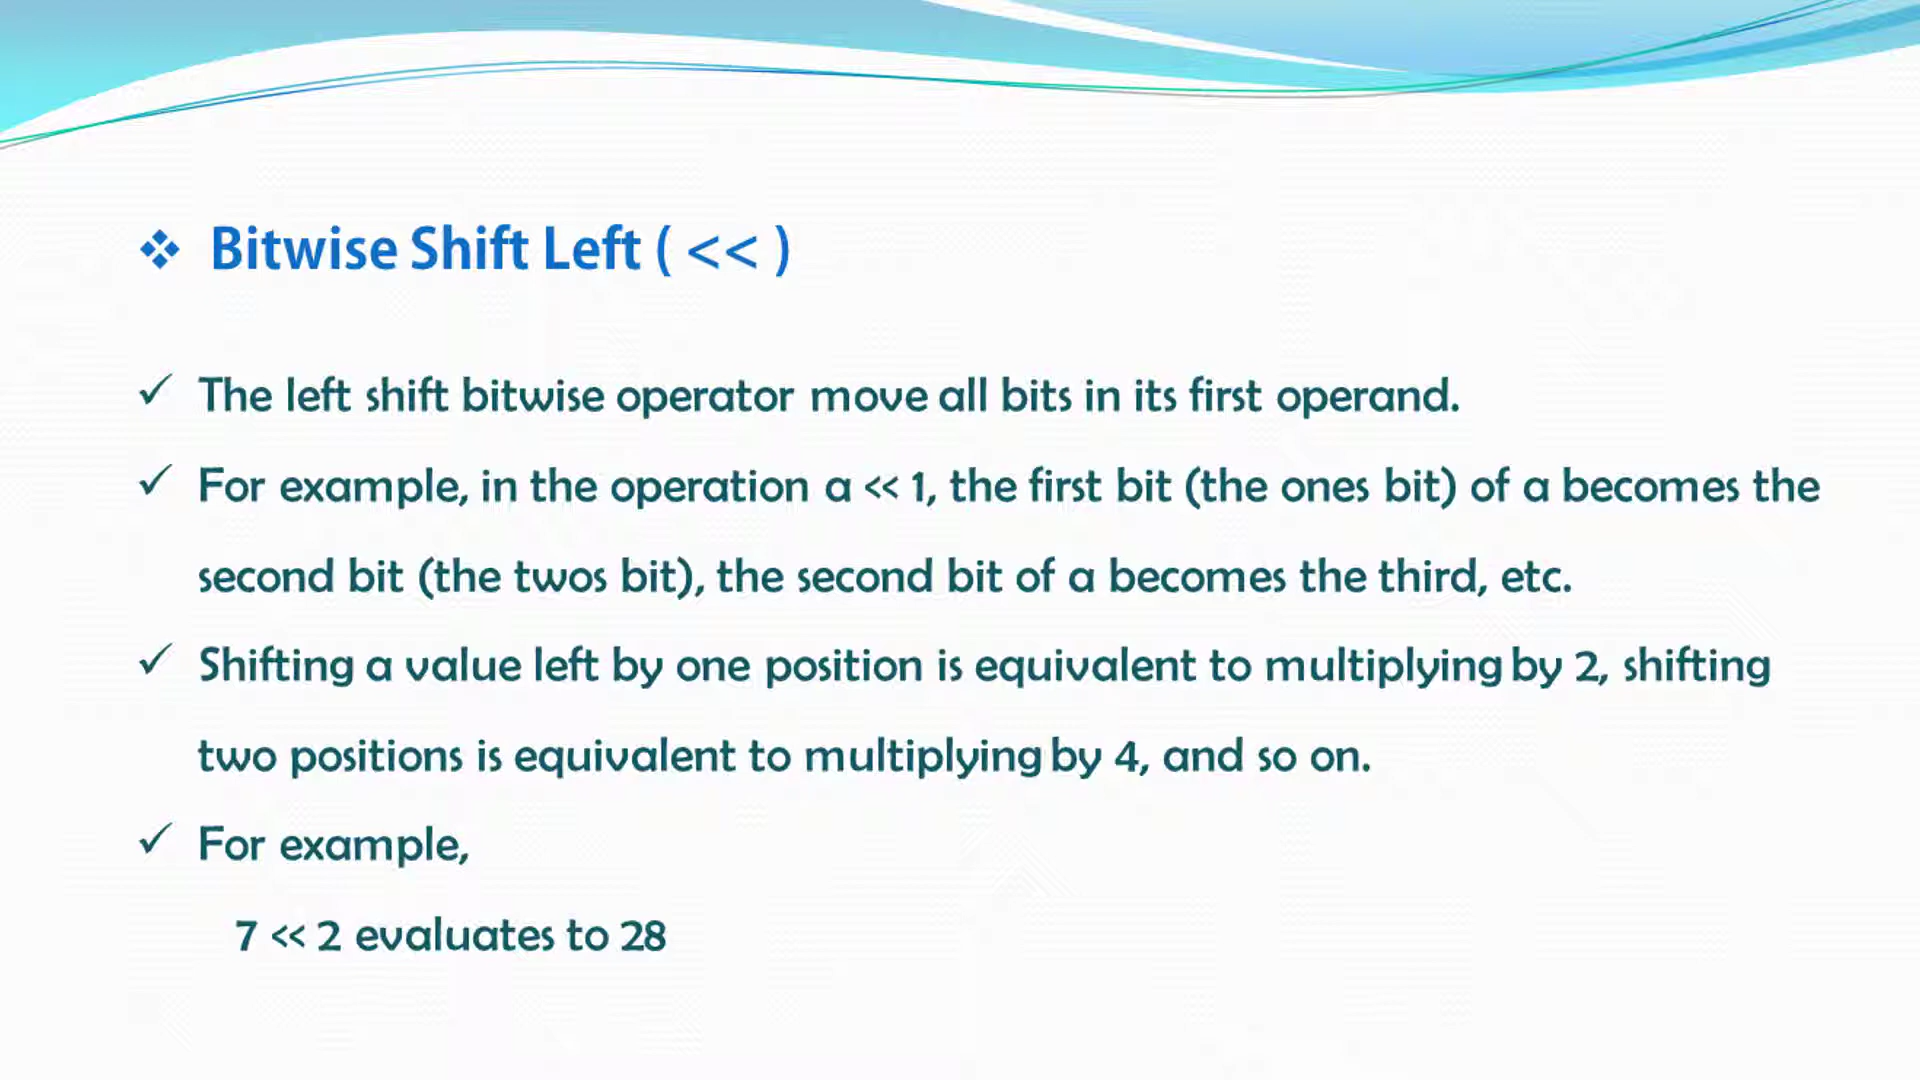 Bitwise Shift Left ( << )
The left shift bitwise operator move all bits in its first operand.
For example, in the operation a << 1, the first bit (the ones bit) of a becomes the
second bit (the twos bit), the second bit of a becomes the third, etc.
Shifting a value left by one position is equivalent to multiplying by 2, shifting
two positions is equivalent to multiplying by 4, and so on.
For example,
7 << 2 evaluates to 28